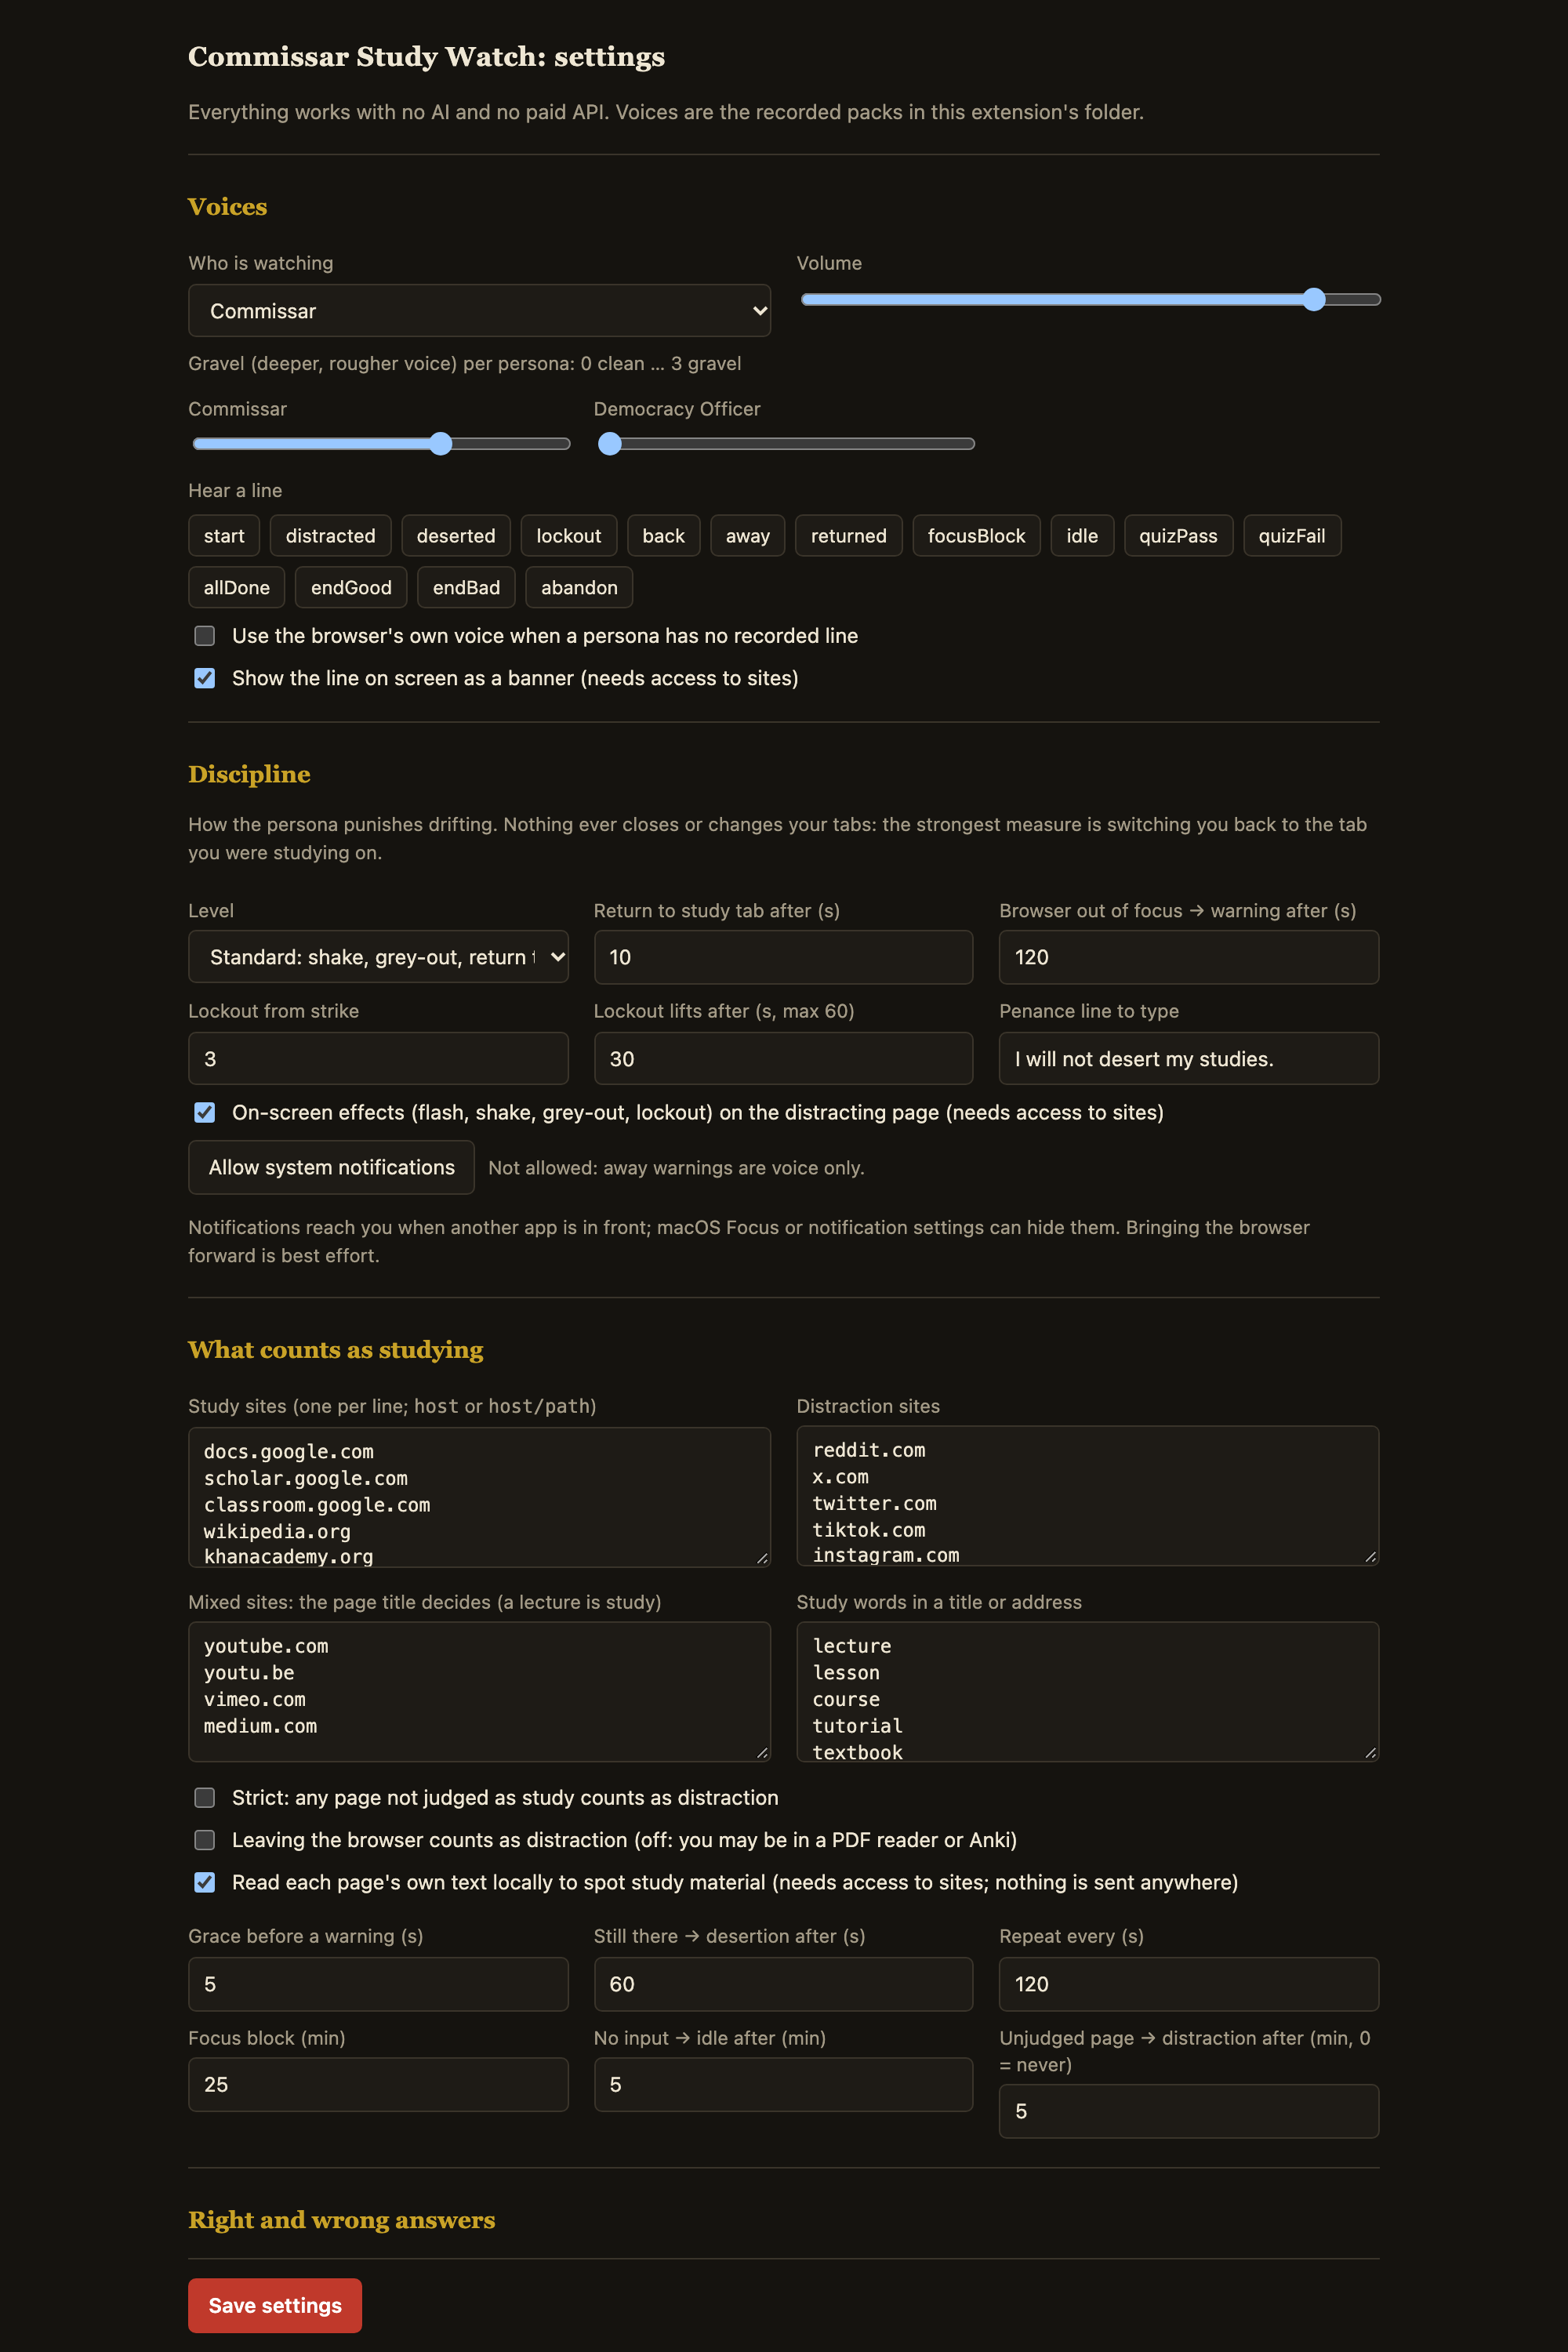 Commissar Study Watch: settings
Everything works with no AI and no paid API. Voices are the recorded packs in this extension's folder.
Voices
Who is watching
Volume
Commissar
Gravel (deeper, rougher voice) per persona: 0 clean ... 3 gravel
Commissar
Democracy Officer
Hear a line
start distracted deserted lockout back away returned focusBlock idle quizPass quizFail
allDone endGood endBad abandon
Use the browser's own voice when a persona has no recorded line
Show the line on screen as a banner (needs access to sites)
Discipline
How the persona punishes drifting. Nothing ever closes or changes your tabs: the strongest measure is switching you back to the tab
you were studying on.
Level
Return to study tab after (s)
Browser out of focus → warning after (s)
Standard: shake, grey-out, return
10
120
Lockout from strike
Lockout lifts after (s, max 60)
Penance line to type
3
30
I will not desert my studies.
On-screen effects (flash, shake, grey-out, lockout) on the distracting page (needs access to sites)
Allow system notifications
Not allowed: away warnings are voice only.
Notifications reach you when another app is in front; macOS Focus or notification settings can hide them. Bringing the browser
forward is best effort.
What counts as studying
Study sites (one per line; host or host/path)
docs.google.com
scholar.google.com
classroom.google.com
wikipedia.org
khanacademy.org
Distraction sites
reddit.com
x.com
twitter.com
tiktok.com
instagram.com
Mixed sites: the page title decides (a lecture is study)
youtube.com
youtu.be
vimeo.com
medium.com
Study words in a title or address
lecture
lesson
course
tutorial
textbook
Strict: any page not judged as study counts as distraction
Leaving the browser counts as distraction (off: you may be in a PDF reader or Anki)
Read each page's own text locally to spot study material (needs access to sites; nothing is sent anywhere)
Grace before a warning (s)
Still there → desertion after (s)
Repeat every (s)
5
60
120
Focus block (min)
No input → idle after (min)
Unjudged page → distraction after (min, 0
= never)
25
5
5
Right and wrong answers
Save settings